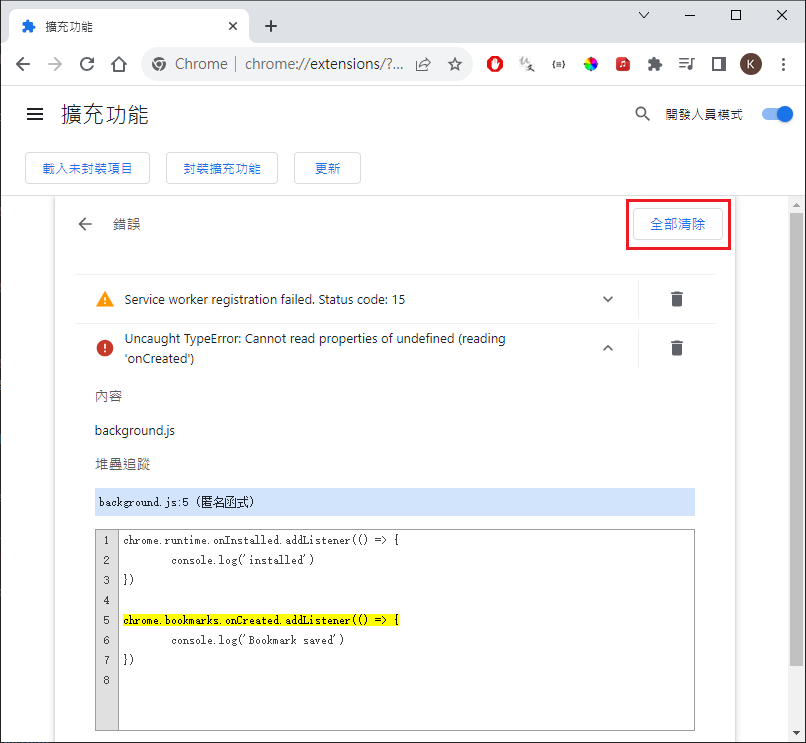 擴充功能
Chrome | chrome://extensions/?...
K
擴充功能
開發人員模式
載入未封裝項目
封裝擴充功能
更新
錯誤
全部清除
Service worker registration failed. Status code: 15
Uncaught TypeError: Cannot read properties of undefined (reading
'onCreated')
內容
background.js
堆疊追蹤
background.js:5 (匿名函式)
1 chrome.runtime.onInstalled.addListener(() => {
2 console.log('installed')
3 })
4
5 chrome.bookmarks.onCreated.addListener(() => {
6 console.log('Bookmark saved')
7 })
8